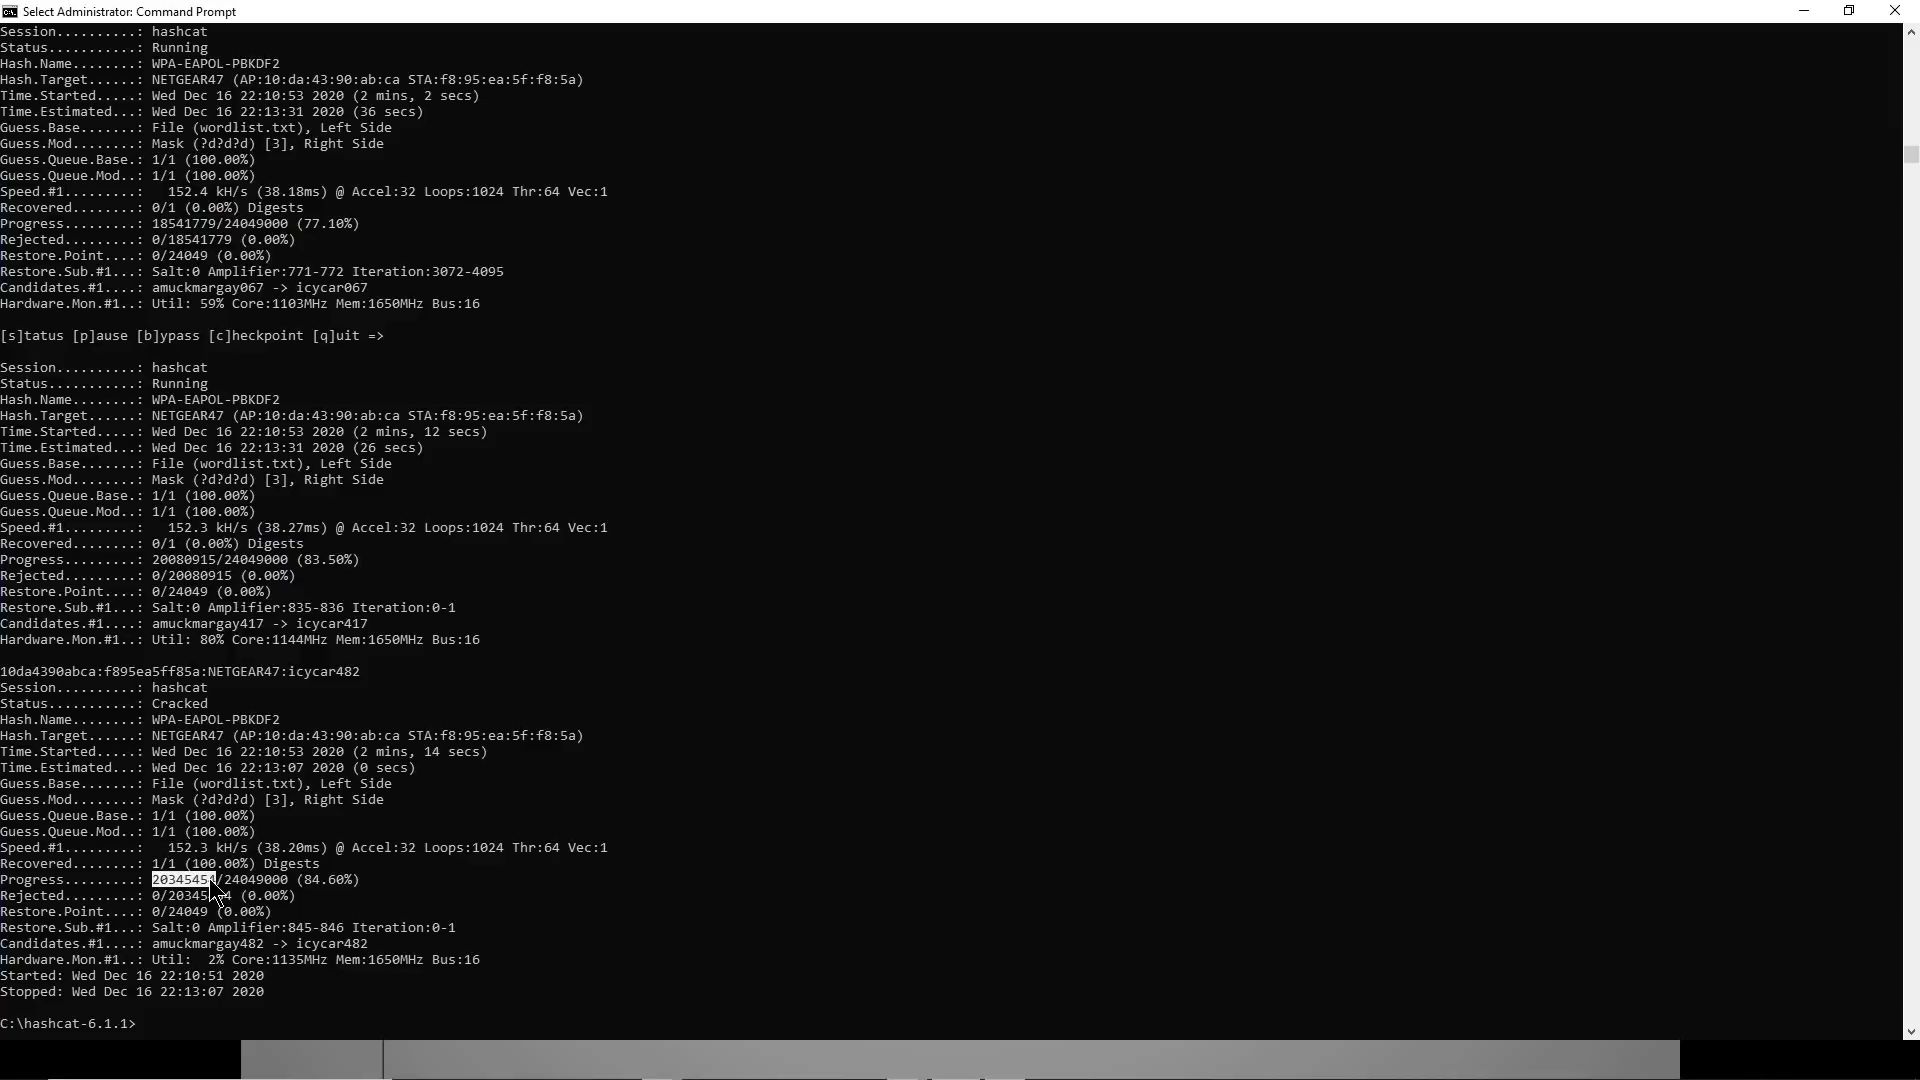 Select Administrator: Command Prompt
Session..........: hashcat
Status...........: Running
Hash.Name........: WPA-EAPOL-PBKDF2
Hash.Target......: NETGEAR47 (AP:10:da:43:90:ab:ca STA:f8:95:ea:5f:f8:5a)
Time.Started.....: Wed Dec 16 22:10:53 2020 (2 mins, 2 secs)
Time.Estimated...: Wed Dec 16 22:13:31 2020 (36 secs)
Guess.Base.......: File (wordlist.txt), Left Side
Guess.Mod........: Mask (?d?d?d) [3], Right Side
Guess.Queue.Base.: 1/1 (100.00%)
Guess.Queue.Mod..: 1/1 (100.00%)
Speed.#1.........:   152.4 kH/s (38.18ms) @ Accel:32 Loops:1024 Thr:64 Vec:1
Recovered........: 0/1 (0.00%) Digests
Progress.........: 18541779/24049000 (77.10%)
Rejected.........: 0/18541779 (0.00%)
Restore.Point....: 0/24049 (0.00%)
Restore.Sub.#1...: Salt:0 Amplifier:771-772 Iteration:3072-4095
Candidates.#1....: amuckmargay067 -> icycar067
Hardware.Mon.#1..: Util: 59% Core:1103MHz Mem:1650MHz Bus:16
[s]tatus [p]ause [b]ypass [c]heckpoint [q]uit =>
Session..........: hashcat
Status...........: Running
Hash.Name........: WPA-EAPOL-PBKDF2
Hash.Target......: NETGEAR47 (AP:10:da:43:90:ab:ca STA:f8:95:ea:5f:f8:5a)
Time.Started.....: Wed Dec 16 22:10:53 2020 (2 mins, 12 secs)
Time.Estimated...: Wed Dec 16 22:13:31 2020 (26 secs)
Guess.Base.......: File (wordlist.txt), Left Side
Guess.Mod........: Mask (?d?d?d) [3], Right Side
Guess.Queue.Base.: 1/1 (100.00%)
Guess.Queue.Mod..: 1/1 (100.00%)
Speed.#1.........:   152.3 kH/s (38.27ms) @ Accel:32 Loops:1024 Thr:64 Vec:1
Recovered........: 0/1 (0.00%) Digests
Progress.........: 20080915/24049000 (83.50%)
Rejected.........: 0/20080915 (0.00%)
Restore.Point....: 0/24049 (0.00%)
Restore.Sub.#1...: Salt:0 Amplifier:835-836 Iteration:0-1
Candidates.#1....: amuckmargay417 -> icycar417
Hardware.Mon.#1..: Util: 80% Core:1144MHz Mem:1650MHz Bus:16
10da4390abca:f895ea5ff85a:NETGEAR47:icycar482
Session..........: hashcat
Status...........: Cracked
Hash.Name........: WPA-EAPOL-PBKDF2
Hash.Target......: NETGEAR47 (AP:10:da:43:90:ab:ca STA:f8:95:ea:5f:f8:5a)
Time.Started.....: Wed Dec 16 22:10:53 2020 (2 mins, 14 secs)
Time.Estimated...: Wed Dec 16 22:13:07 2020 (0 secs)
Guess.Base.......: File (wordlist.txt), Left Side
Guess.Mod........: Mask (?d?d?d) [3], Right Side
Guess.Queue.Base.: 1/1 (100.00%)
Guess.Queue.Mod..: 1/1 (100.00%)
Speed.#1.........:   152.3 kH/s (38.20ms) @ Accel:32 Loops:1024 Thr:64 Vec:1
Recovered........: 1/1 (100.00%) Digests
Progress.........: 20345454/24049000 (84.60%)
Rejected.........: (0.00%)
Restore.Point....: 0/24049 (0.00%)
Restore.Sub.#1...: Salt:0 Amplifier:845-846 Iteration:0-1
Candidates.#1....: amuckmargay482 -> icycar482
Hardware.Mon.#1..: Util:  2% Core:1135MHz Mem:1650MHz Bus:16
Started: Wed Dec 16 22:10:51 2020
Stopped: Wed Dec 16 22:13:07 2020
C:\hashcat-6.1.1>